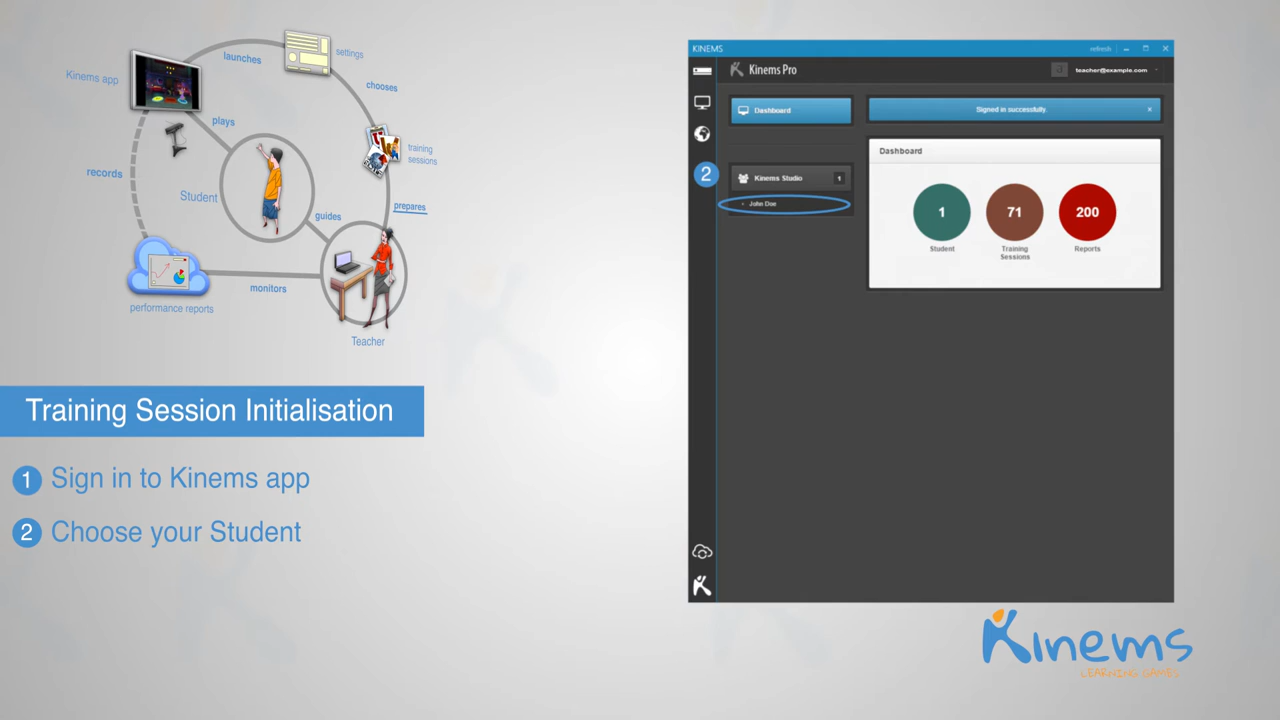 launches
settings
Kinems app
chooses
plays
training
sessions
records
Student
guides
prepares
monitors
performance reports
Teacher
Training Session Initialisation
1 Sign in to Kinems app
2 Choose your Student
KINEMS
refresh
Kinems Pro
teacher@example.com
Dashboard
Signed in successfully.
x
Dashboard
2
Kinems Studio 1
John Doe
1 71 200
Student Training Sessions Reports
Kinems
LEARNING GAMES